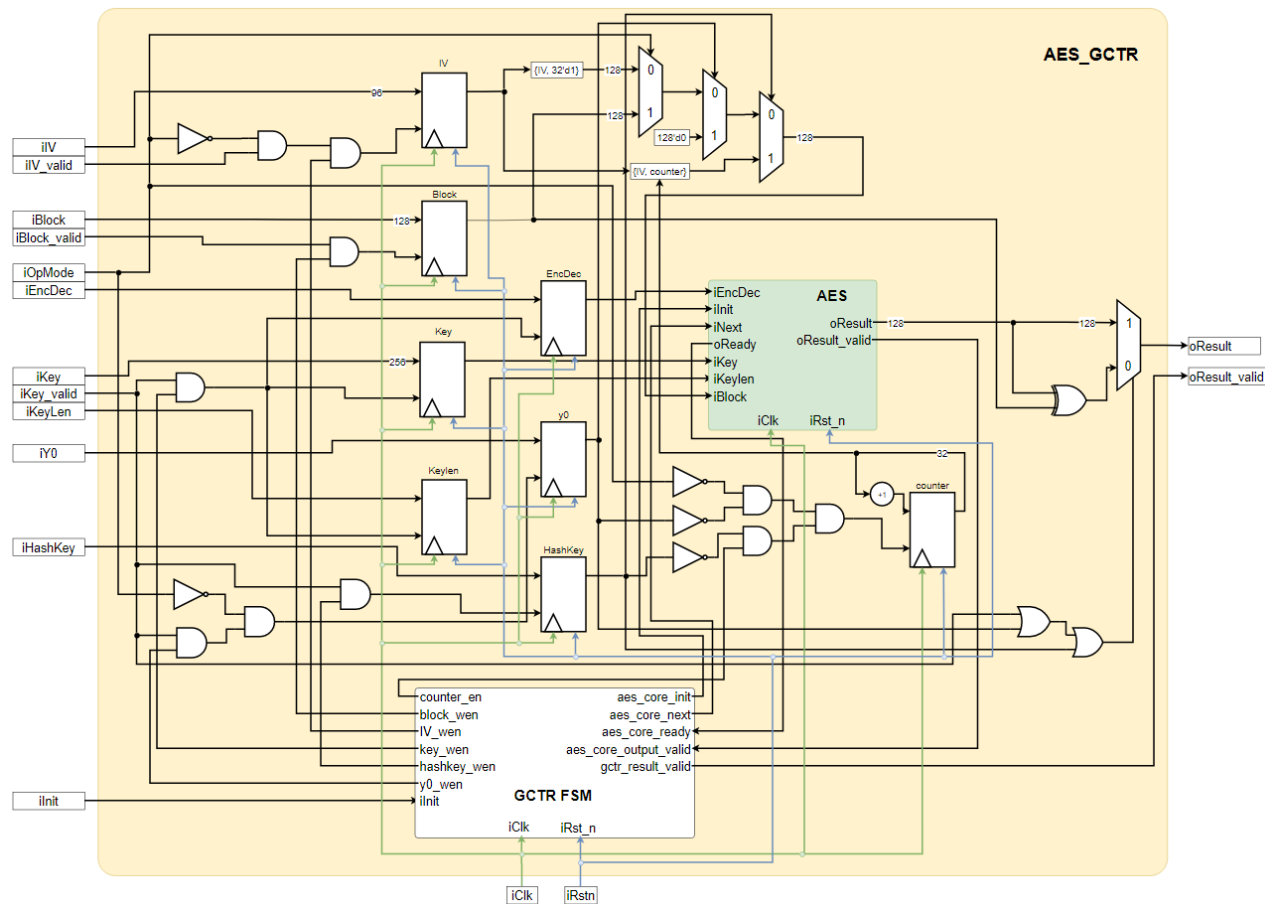 AES_GCTR
IV
{IV, 32'd1}
128
0
1
128
0
1
128'd0
0
1
128
{IV, counter}
96
iIV
iIV_valid
Block
128
iBlock
iBlock_valid
iOpMode
iEncDec
EncDec
Key
256
iKey
iKey_valid
iKeyLen
y0
iY0
Keylen
HashKey
iHashKey
AES
iEncDec
iInit
iNext
oReady
iKey
iKeylen
iBlock
oResult
oResult_valid
iClk
iRst_n
128
128
1
0
oResult
oResult_valid
32
+1
counter
counter_en
block_wen
IV_wen
key_wen
hashkey_wen
y0_wen
iInit
aes_core_init
aes_core_next
aes_core_ready
aes_core_output_valid
gctr_result_valid
GCTR FSM
iClk
iRst_n
iInit
iClk
iRstn